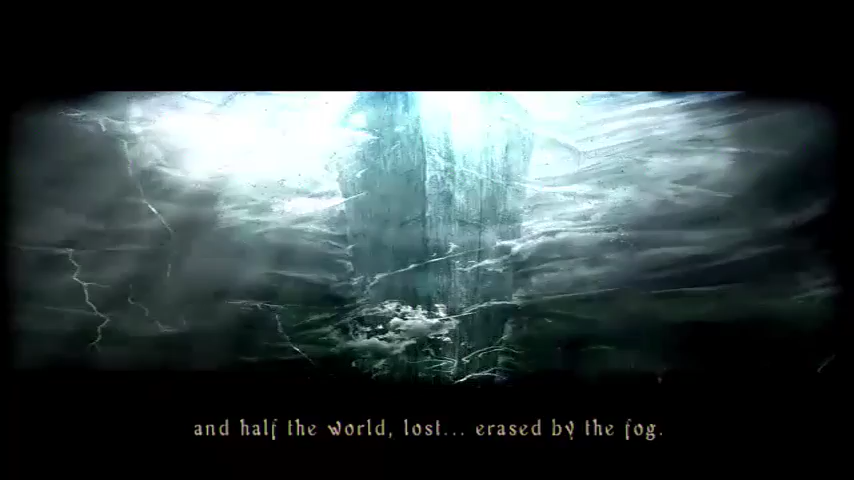 and half the world, lost... erased by the fog.